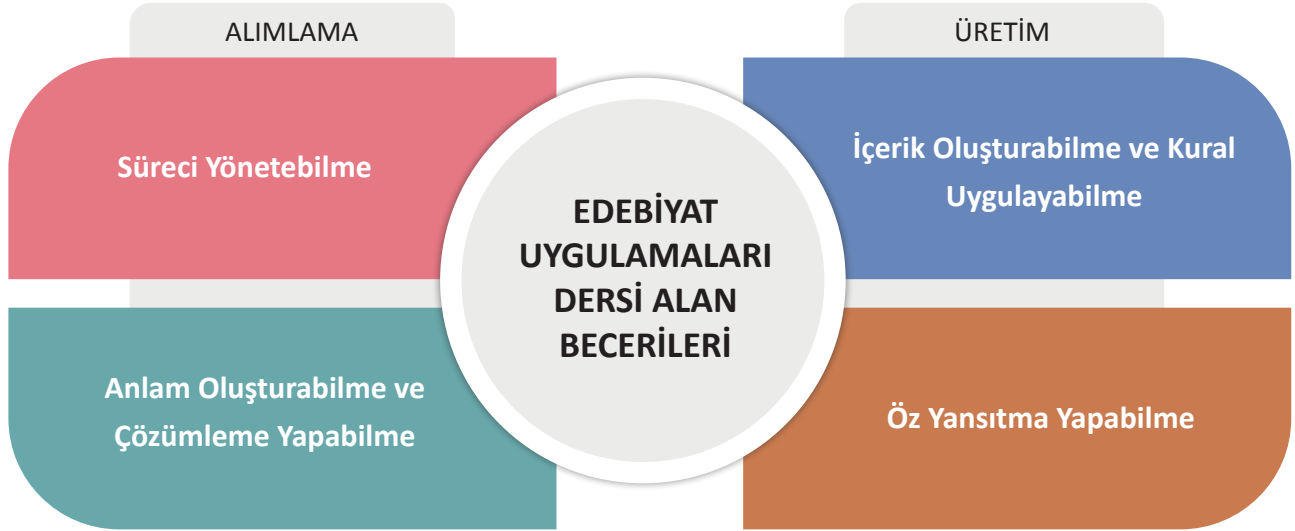 ALIMLAMA
Süreci Yönetebilme
Anlam Oluşturabilme ve
Çözümleme Yapabilme
EDEBİYAT
UYGULAMALARI
DERSİ ALAN
BECERİLERİ
ÜRETİM
İçerik Oluşturabilme ve Kural
Uygulayabilme
Öz Yansıtma Yapabilme